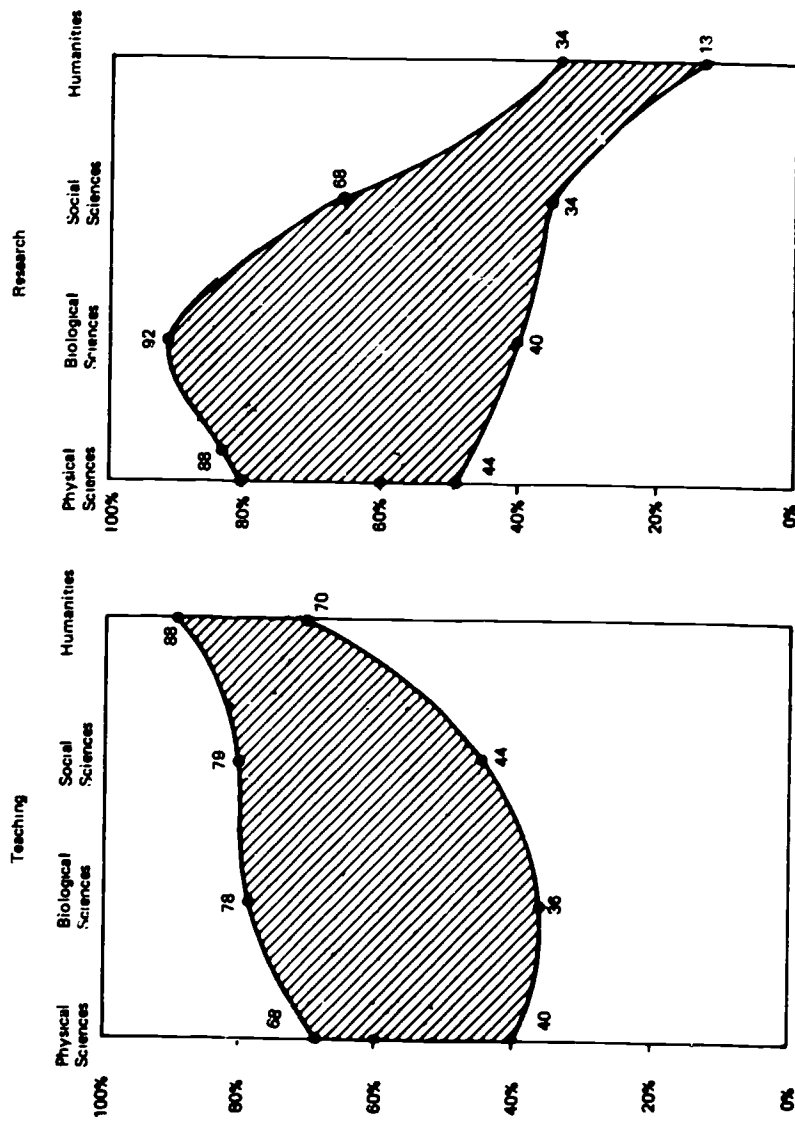 Teaching
Physical Sciences
Biological Sciences
Social Sciences
Humanities
100%
80%
60%
40%
20%
0%
68
78
79
88
40
36
44
70
Research
Physical Sciences
Biological Sciences
Social Sciences
Humanities
100%
80%
60%
40%
20%
0%
88
92
68
34
44
40
34
13